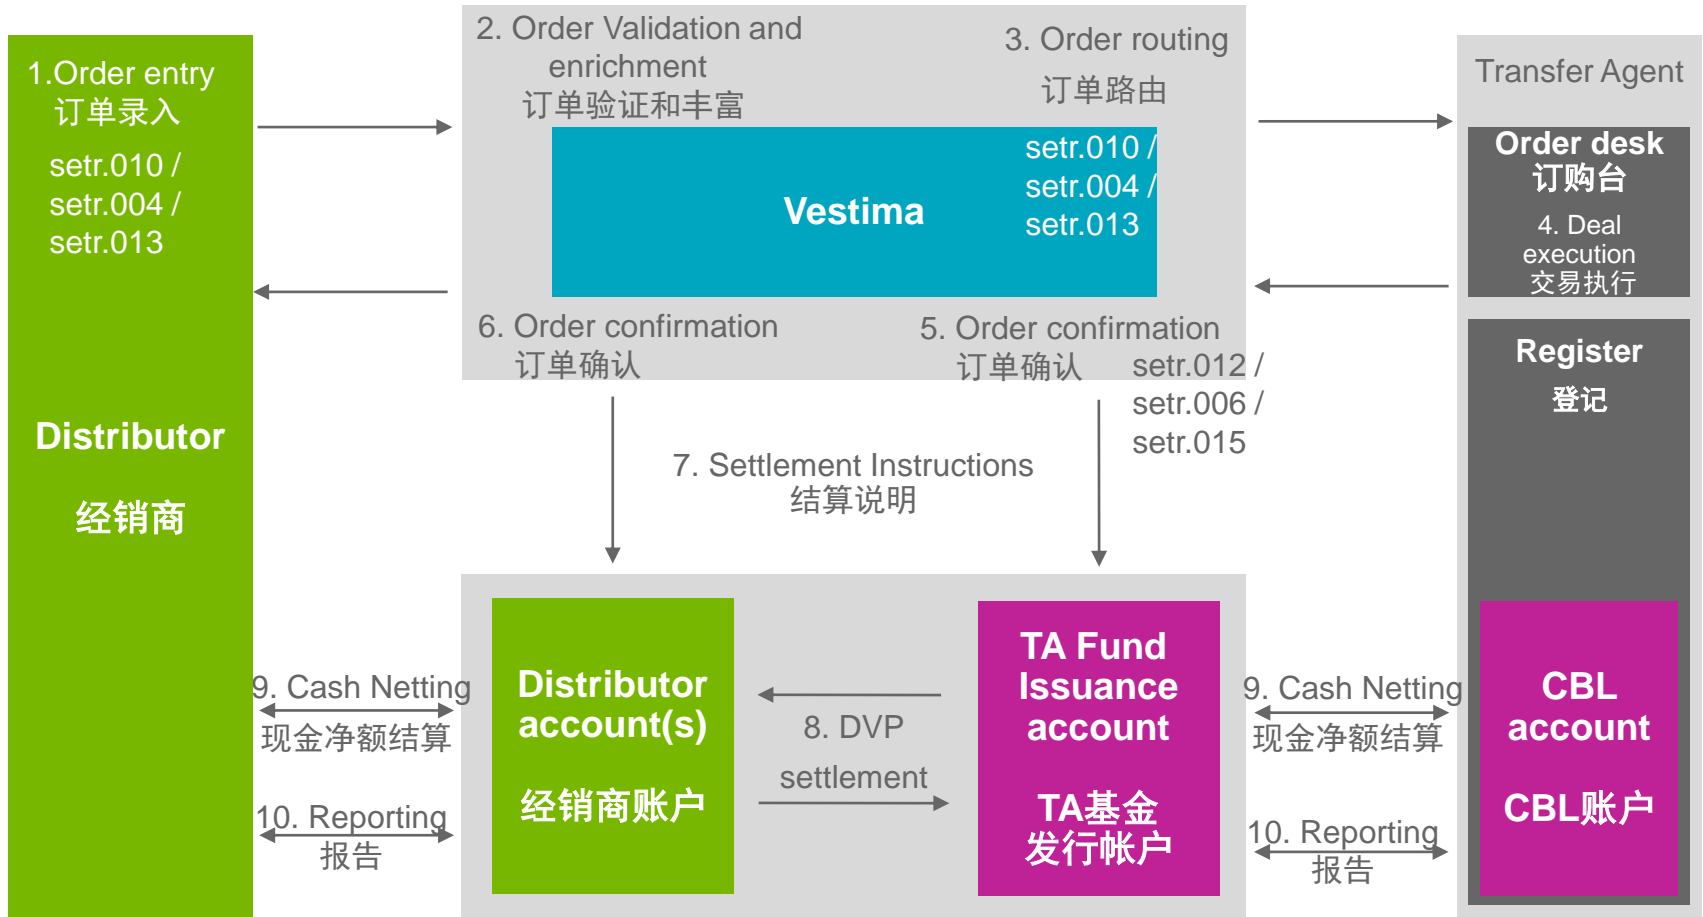 1.Order entry
订单录入
setr.010 /
setr.004 /
setr.013
Distributor
经销商
2. Order Validation and
enrichment
订单验证和丰富
3. Order routing
订单路由
Vestima
setr.010 /
setr.004 /
setr.013
6. Order confirmation
订单确认
5. Order confirmation
订单确认
setr.012 /
setr.006 /
setr.015
Transfer Agent
Order desk
订购台
4. Deal
execution
交易执行
Register
登记
7. Settlement Instructions
结算说明
9. Cash Netting
现金净额结算
10. Reporting
报告
Distributor
account(s)
经销商账户
8. DVP
settlement
TA Fund
Issuance
account
TA基金
发行帐户
9. Cash Netting
现金净额结算
10. Reporting
报告
CBL
account
CBL账户